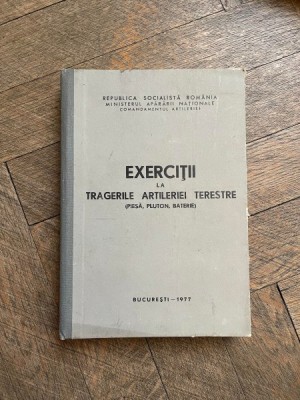 REPUBLICA SOCIALISTĂ ROMÂNIA
MINISTERUL APĂRĂRII NAȚIONALE
COMANDAMENTUL ARTILERIEI
EXERCIȚII
LA
TRAGERILE ARTILERIEI TERESTRE
(PIESĂ, PLUTON, BATERIE)
BUCUREȘTI—1977